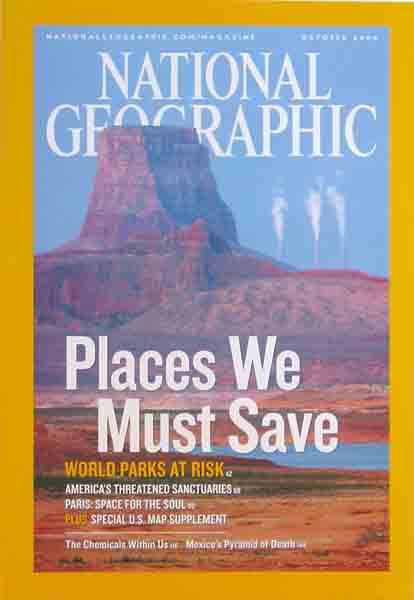 NATIONALGEOGRAPHIC.COM/MAGAZINE OCTOBER 2006
NATIONAL
GEOGRAPHIC
Places We
Must Save
WORLD PARKS AT RISK 42
AMERICA'S THREATENED SANCTUARIES
PARIS: SPACE FOR THE SOUL
PLUS SPECIAL U.S. MAP SUPPLEMENT
The Chemicals Within Us Mexico's Pyramid of Death